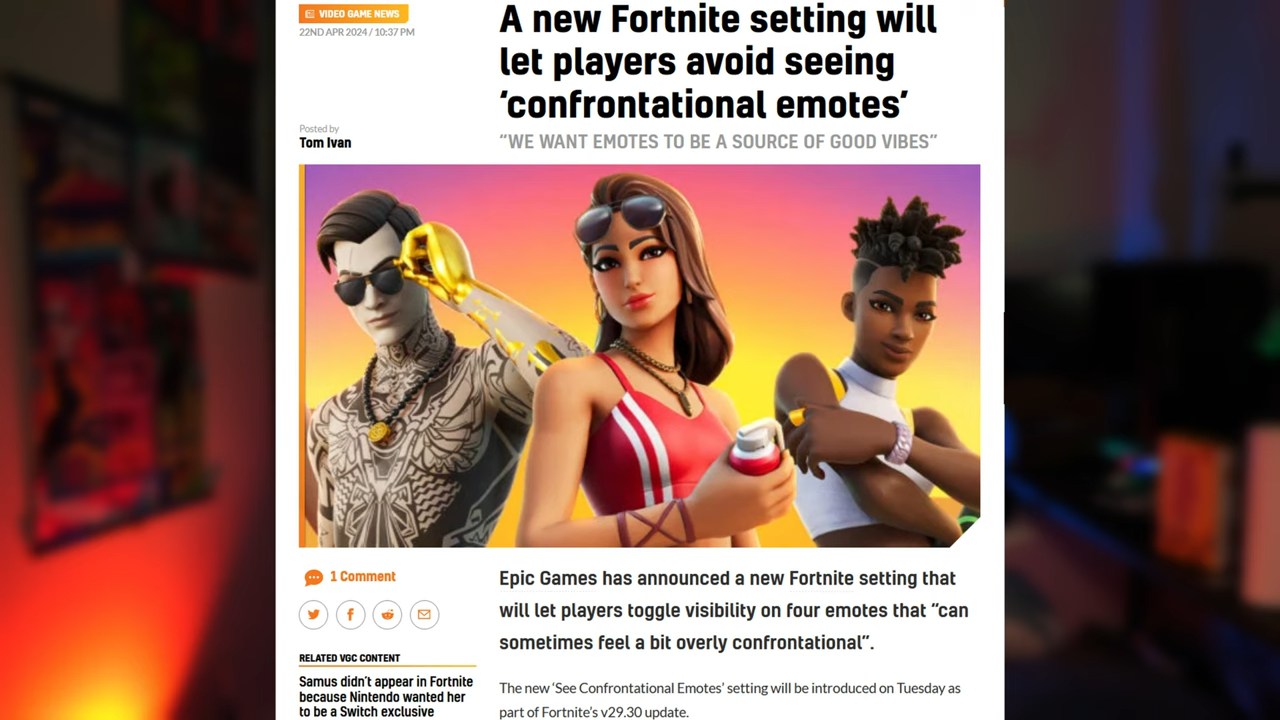 VIDEO GAME NEWS
22ND APR 2024 / 10:37 PM
Posted by
Tom Ivan
A new Fortnite setting will
let players avoid seeing
‘confrontational emotes’
“WE WANT EMOTES TO BE A SOURCE OF GOOD VIBES”
1 Comment
RELATED VGC CONTENT
Samus didn’t appear in Fortnite
because Nintendo wanted her
to be a Switch exclusive
Epic Games has announced a new Fortnite setting that
will let players toggle visibility on four emotes that “can
sometimes feel a bit overly confrontational”.
The new ‘See Confrontational Emotes’ setting will be introduced on Tuesday as
part of Fortnite’s v29.30 update.